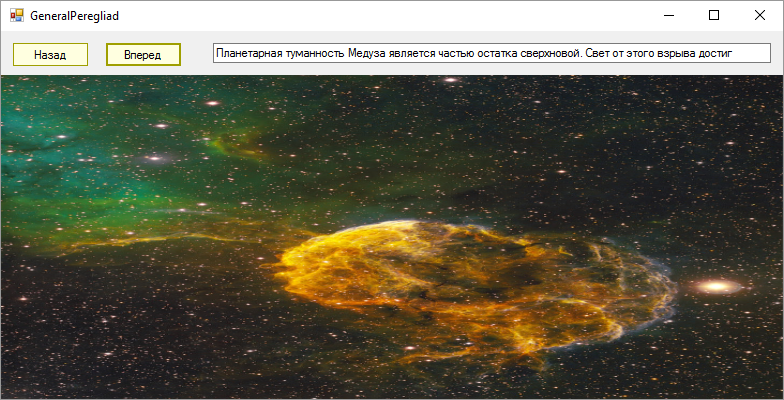 GeneralPeregliad
Назад
Вперед
Планетарная туманность Медуза является частью остатка сверхновой. Свет от этого взрыва достиг